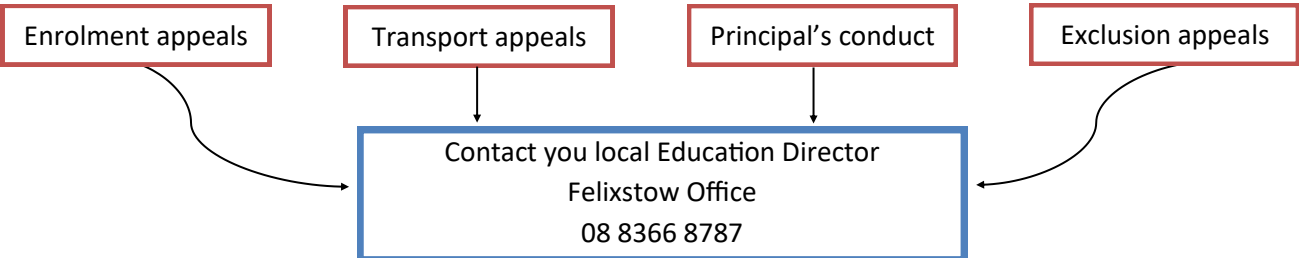 Enrolment appeals
Transport appeals
Principal’s conduct
Exclusion appeals
Contact you local Education Director
Felixstow Office
08 8366 8787